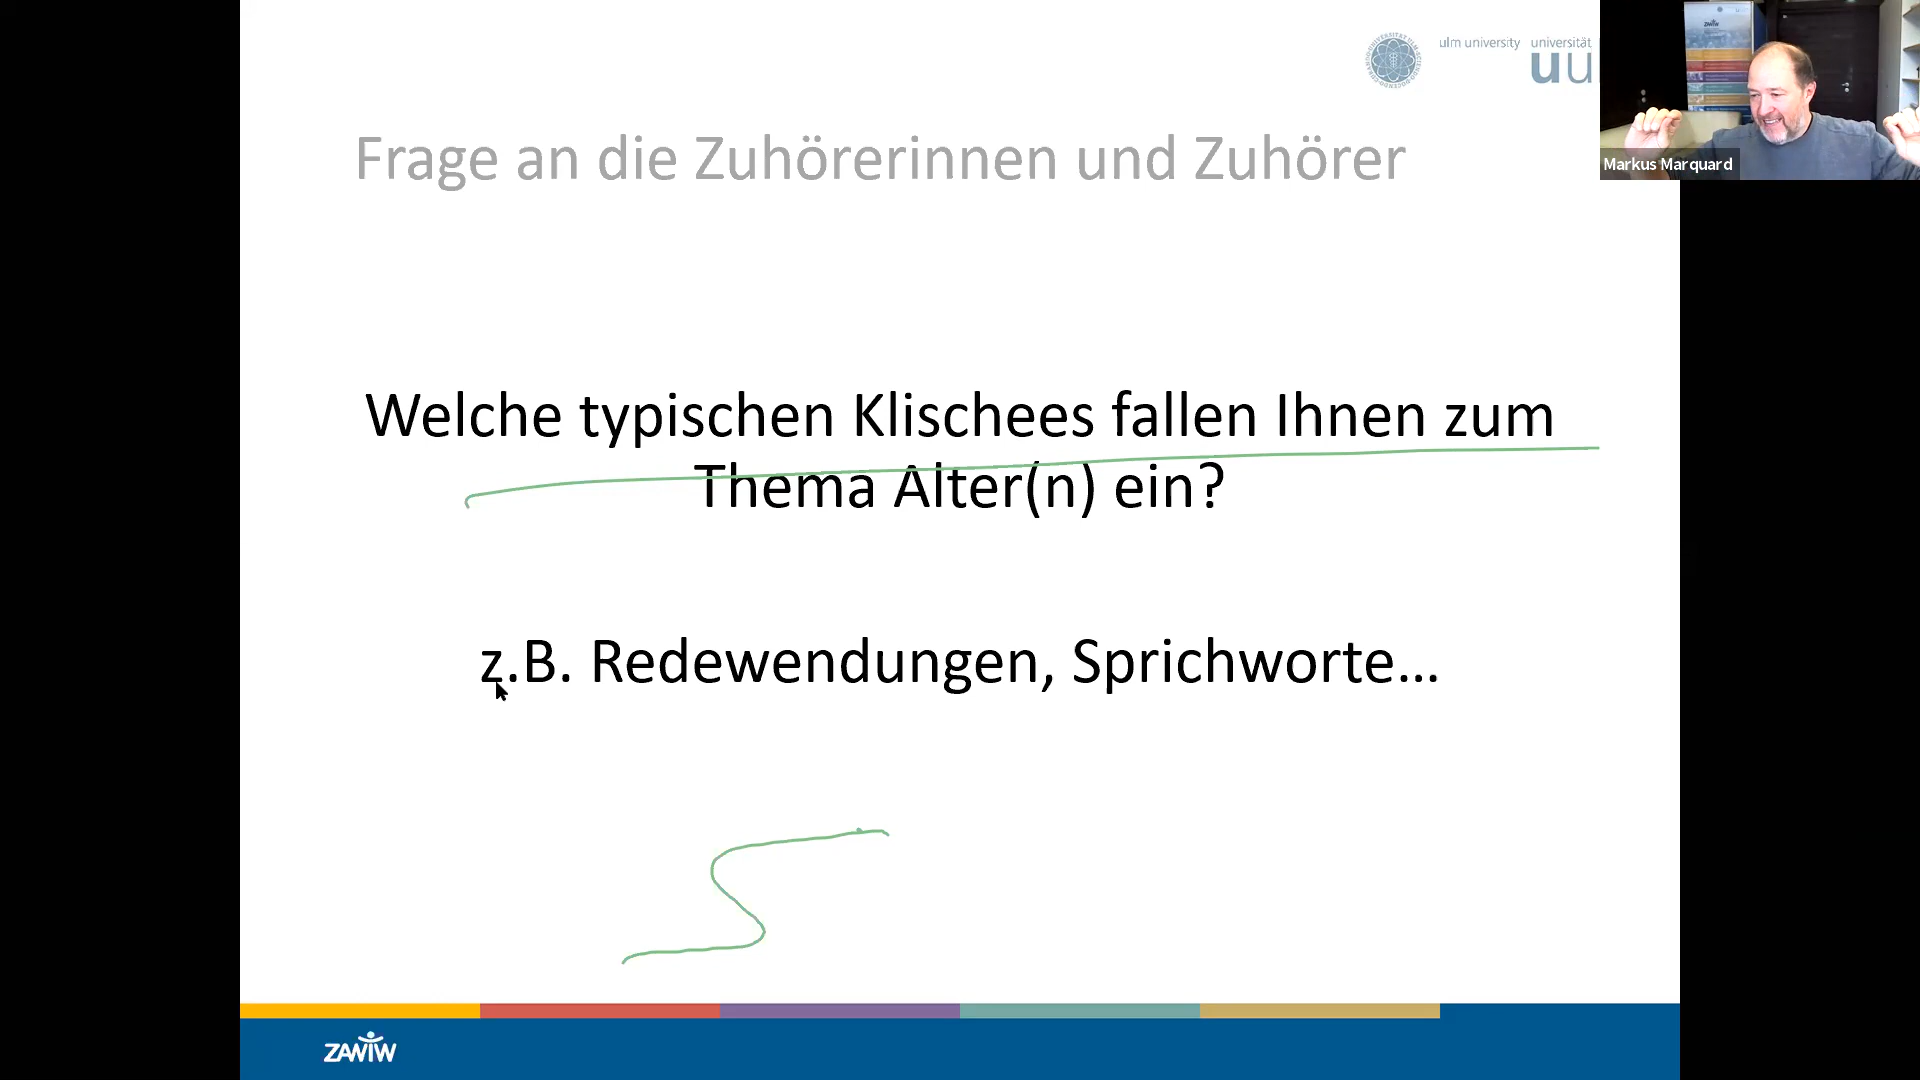 ulm university universität
uu
Frage an die Zuhörerinnen und Zuhörer
Markus Marquard
Welche typischen Klischees fallen Ihnen zum
Thema Alter(n) ein?
z.B. Redewendungen, Sprichworte...
ZAWiW